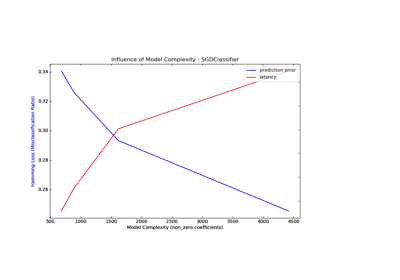 Influence of Model Complexity - SGDClassifier
prediction error
latency
0.34
0.32
0.30
0.28
0.26
Hamming Loss (Misclassification Ratio)
500 1000 1500 2000 2500 3000 3500 4000 4500
Model Complexity (non_zero coefficients)